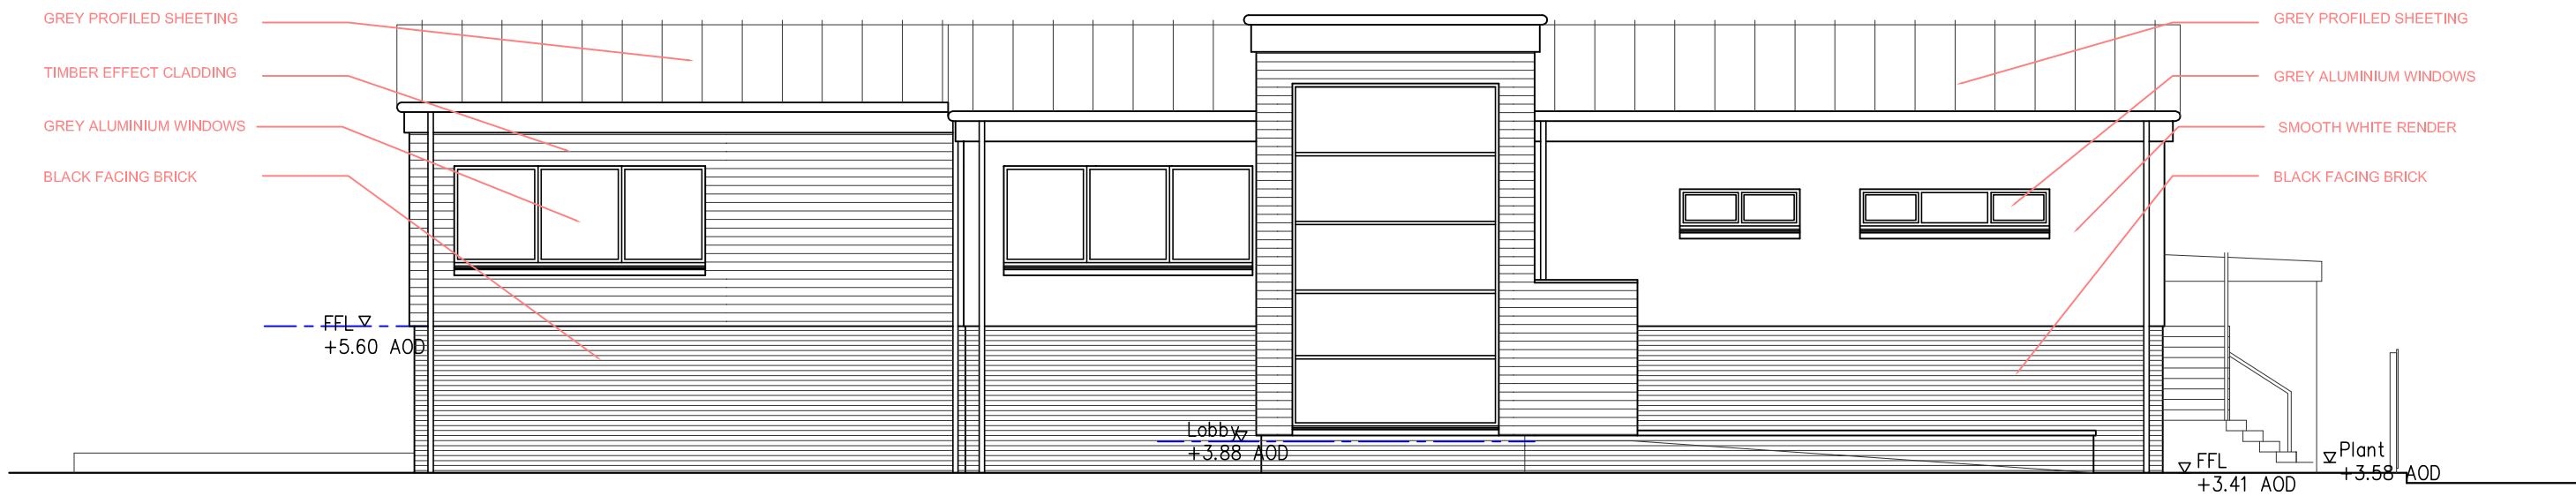 GREY PROFILED SHEETING
TIMBER EFFECT CLADDING
GREY ALUMINIUM WINDOWS
BLACK FACING BRICK
GREY PROFILED SHEETING
GREY ALUMINIUM WINDOWS
SMOOTH WHITE RENDER
BLACK FACING BRICK
FFL
+5.60 AOD
Lobby
+3.88 AOD
FFL
+3.41 AOD
Plant
+3.58 AOD